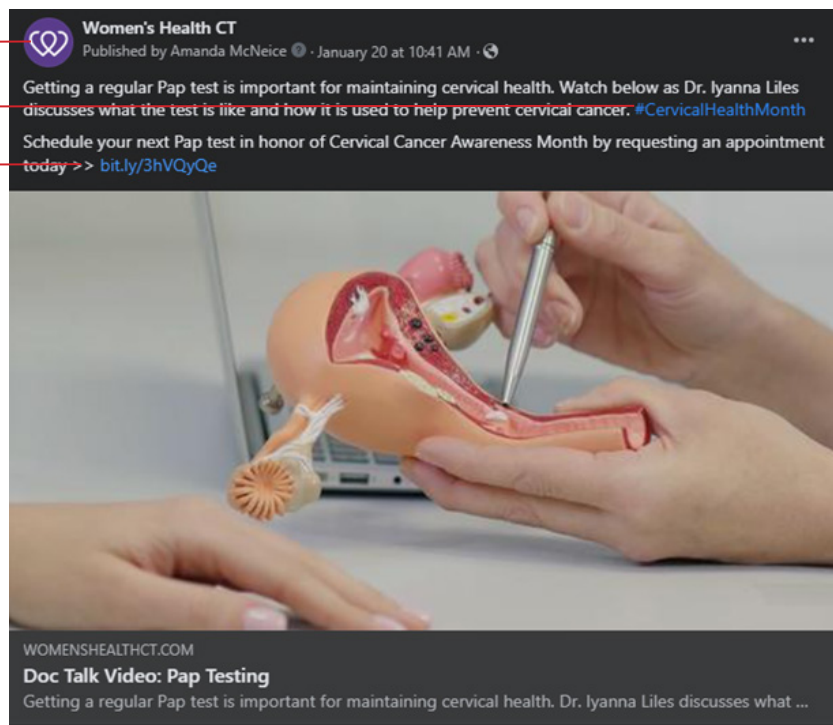 Women's Health CT
Published by Amanda McNeice · January 20 at 10:41 AM ·
Getting a regular Pap test is important for maintaining cervical health. Watch below as Dr. Iyanna Liles
discusses what the test is like and how it is used to help prevent cervical cancer. #CervicalHealthMonth
Schedule your next Pap test in honor of Cervical Cancer Awareness Month by requesting an appointment
today >> bit.ly/3hVQyQe
WOMENSHEALTHCT.COM
Doc Talk Video: Pap Testing
Getting a regular Pap test is important for maintaining cervical health. Dr. Iyanna Liles discusses what ...